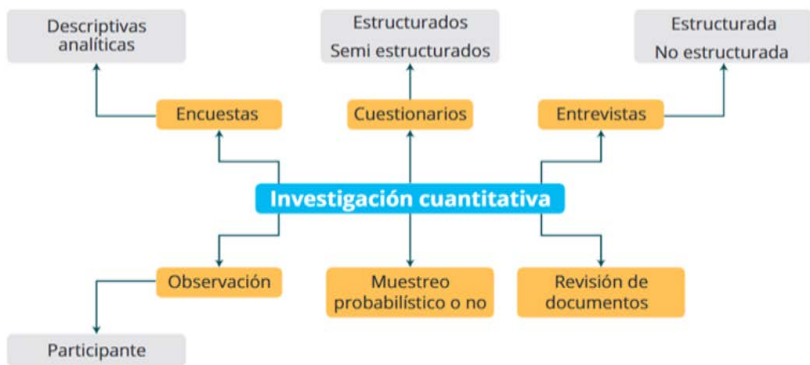 Descriptivas
analíticas
Estructurados
Semi estructurados
Estructurada
No estructurada
Encuestas
Cuestionarios
Entrevistas
Investigación cuantitativa
Observación
Muestreo
probabilístico o no
Revisión de
documentos
Participante